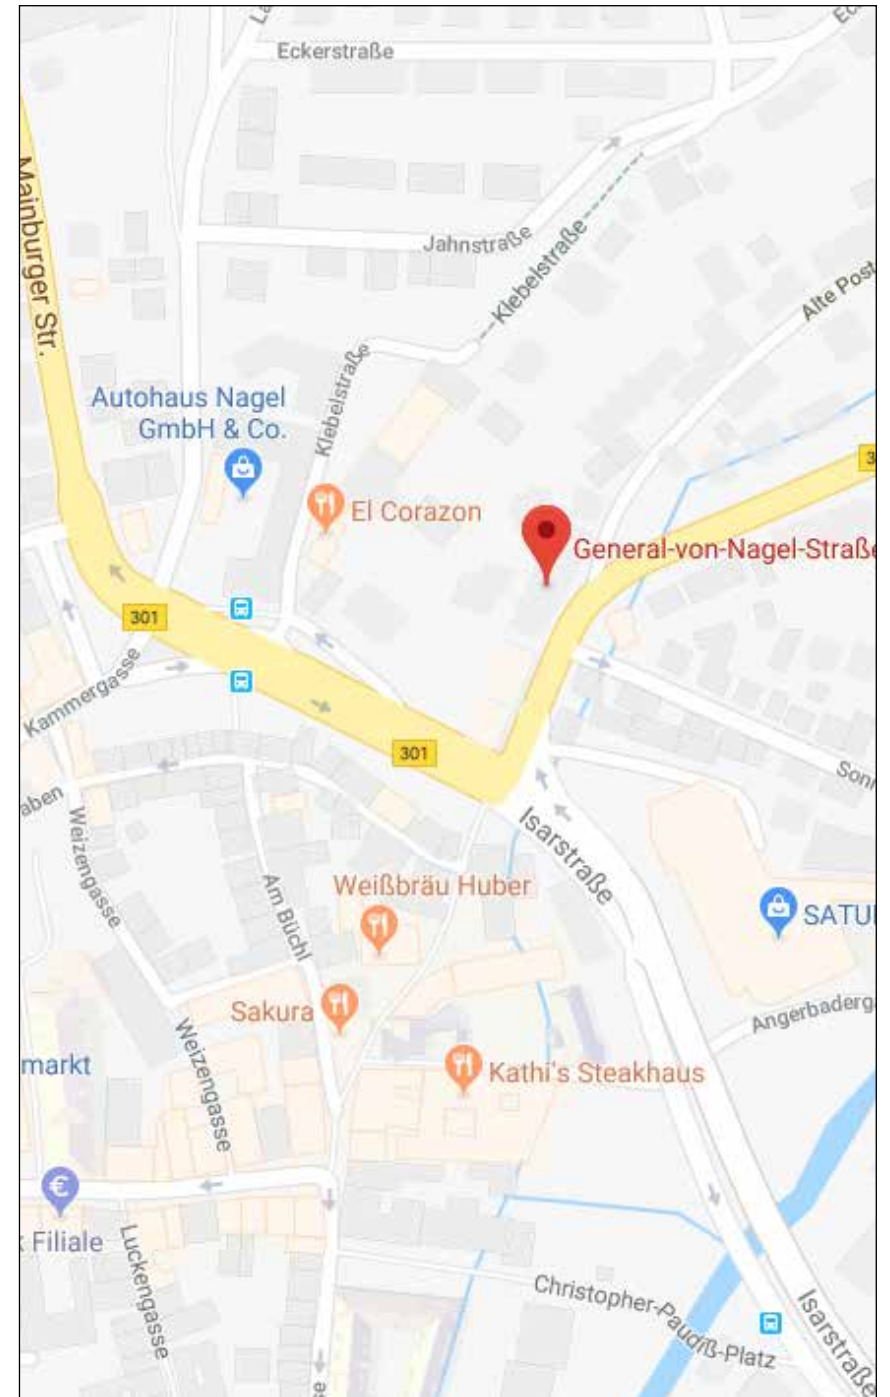 Eckerstraße
Mainburger Str.
Jahnstraße
Klebelstraße
Alte Post
Klebelstraße
Autohaus Nagel
GmbH & Co.
El Corazon
General-von-Nagel-Straße
301
Kammergasse
301
Sonn
aben
Weizengasse
Isarstraße
Am Büchl
Weißbräu Huber
SATU
Sakura
Angerbaderg
Weizengasse
markt
Kathi's Steakhaus
€
Filiale
Luckengasse
Christopher-Paudiß-Platz
Isarstraße